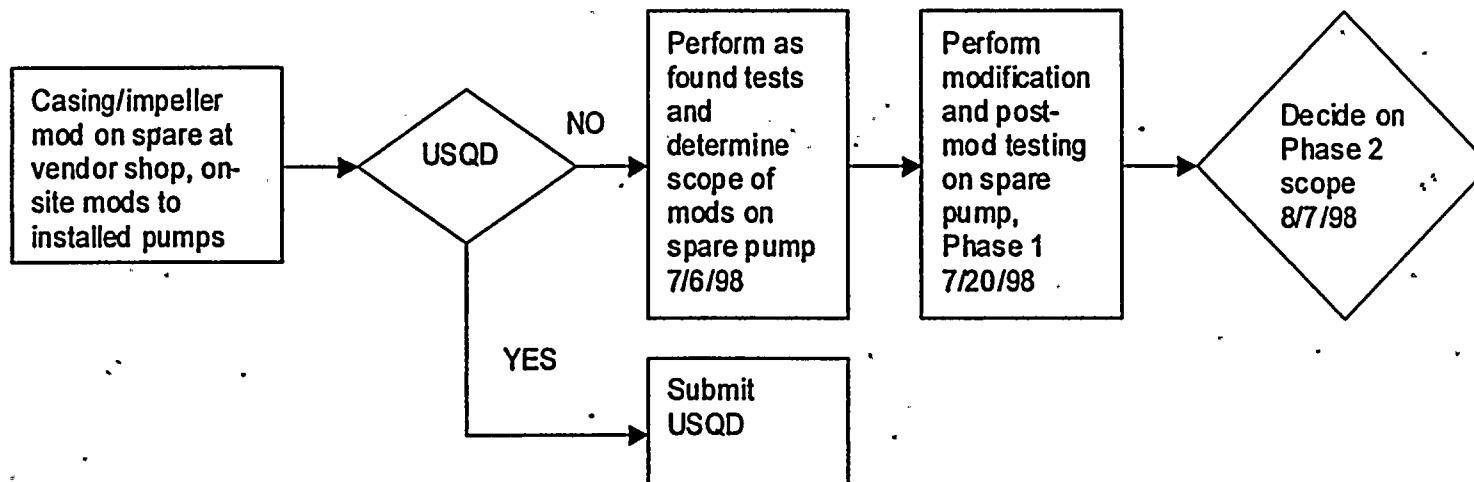 Casing/impeller
mod on spare at
vendor shop, on-
site mods to
installed pumps
USQD
NO
Perform as
found tests
and
determine
scope of
mods on
spare pump
7/6/98
Perform
modification
and post-
mod testing
on spare
pump,
Phase 1
7/20/98
Decide on
Phase 2
scope
8/7/98
YES
Submit
USQD